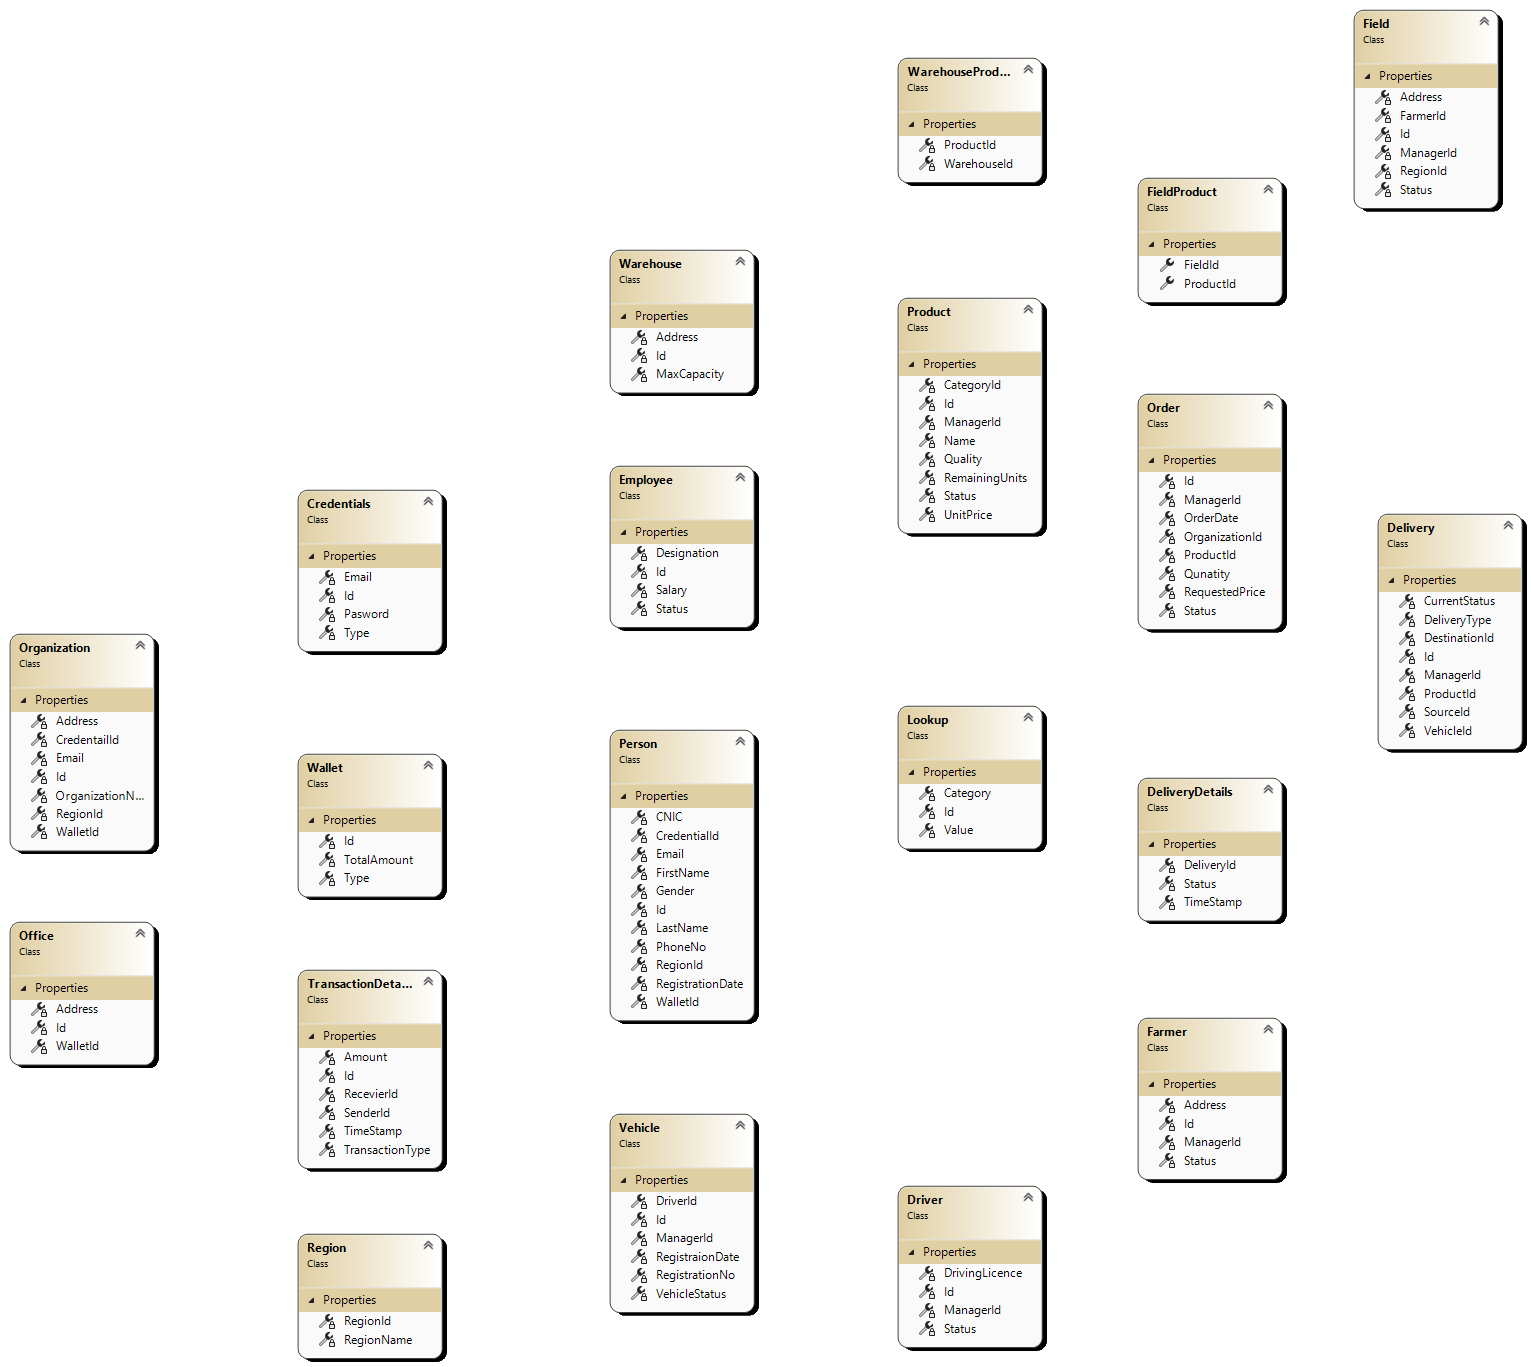 Organization
Class
Properties
Address
CredentailId
Email
Id
OrganizationN...
RegionId
WalletId
Office
Class
Properties
Address
Id
WalletId
Credentials
Class
Properties
Email
Id
Pasword
Type
Wallet
Class
Properties
Id
TotalAmount
Type
TransactionDeta...
Class
Properties
Amount
Id
RecevierId
SenderId
TimeStamp
TransactionType
Region
Class
Properties
RegionId
RegionName
Warehouse
Class
Properties
Address
Id
MaxCapacity
Employee
Class
Properties
Designation
Id
Salary
Status
Person
Class
Properties
CNIC
CredentialId
Email
FirstName
Gender
Id
LastName
PhoneNo
RegionId
RegistrationDate
WalletId
Vehicle
Class
Properties
DriverId
Id
ManagerId
RegistraionDate
RegistrationNo
VehicleStatus
WarehouseProd...
Class
Properties
ProductId
WarehouseId
Product
Class
Properties
CategoryId
Id
ManagerId
Name
Quality
RemainingUnits
Status
UnitPrice
Lookup
Class
Properties
Category
Id
Value
Driver
Class
Properties
DrivingLicence
Id
ManagerId
Status
FieldProduct
Class
Properties
FieldId
ProductId
Order
Class
Properties
Id
ManagerId
OrderDate
OrganizationId
ProductId
Qunatity
RequestedPrice
Status
DeliveryDetails
Class
Properties
DeliveryId
Status
TimeStamp
Farmer
Class
Properties
Address
Id
ManagerId
Status
Field
Class
Properties
Address
FarmerId
Id
ManagerId
RegionId
Status
Delivery
Class
Properties
CurrentStatus
DeliveryType
DestinationId
Id
ManagerId
ProductId
SourceId
VehicleId